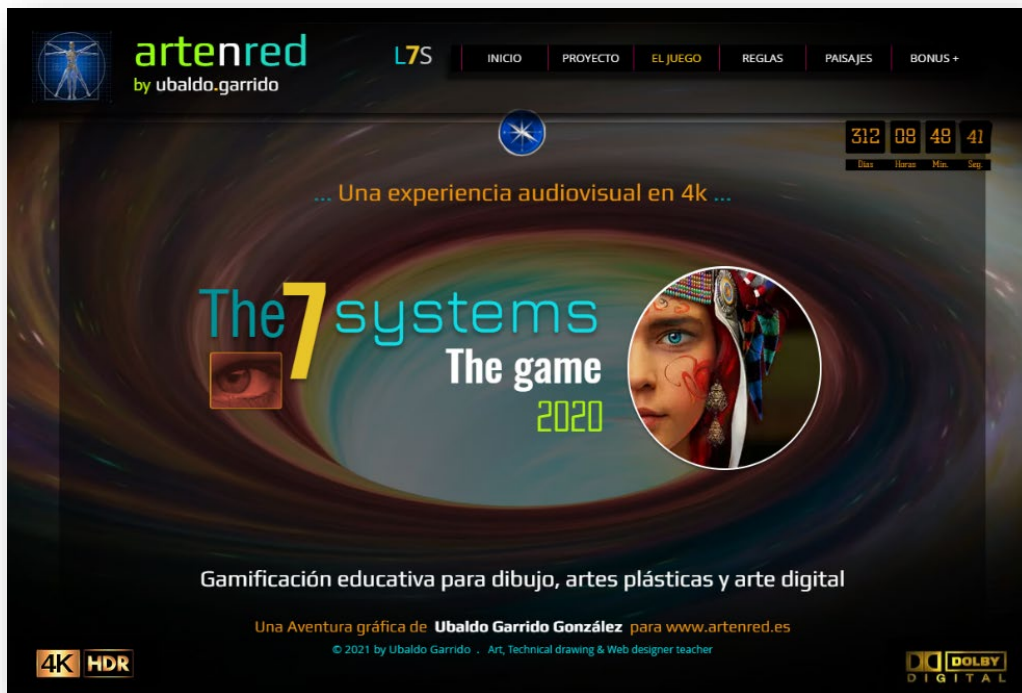 artenred
by ubaldo.garrido
L7S
INICIO
PROYECTO
EL JUEGO
REGLAS
PAISAJES
BONUS +
312 08 48 41
Dias Horas Min. Seg.
... Una experiencia audiovisual en 4k ...
The 7 systems
The game
2020
Gamificación educativa para dibujo, artes plásticas y arte digital
Una Aventura gráfica de Ubaldo Garrido González para www.artenred.es
© 2021 by Ubaldo Garrido . Art, Technical drawing & Web designer teacher
4K HDR
DOLBY
DIGITAL